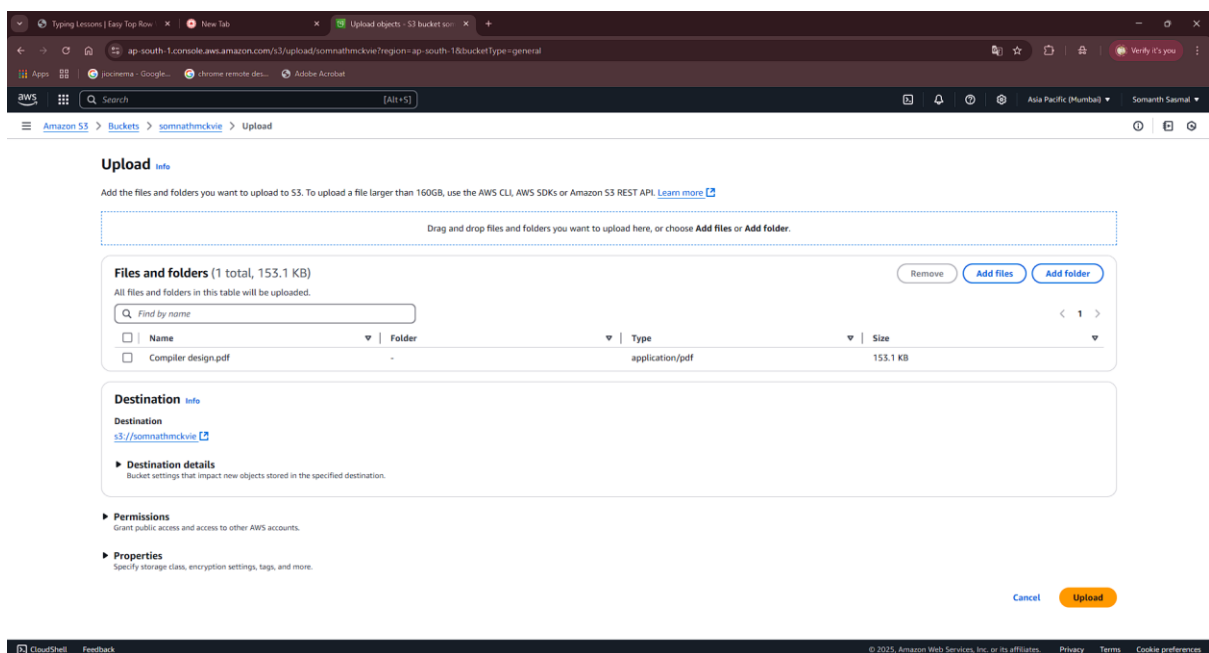 Typing Lessons | Easy Top Row
New Tab
Upload objects - S3 bucket som
ap-south-1.console.aws.amazon.com/s3/upload/somnathmckvie?region=ap-south-1&bucketType=general
Verify it's you
Apps
jiocinema - Google...
chrome remote des...
Adobe Acrobat
aws
Search [Alt+S]
Asia Pacific (Mumbai)
Somanth Sasmal
Amazon S3 > Buckets > somnathmckvie > Upload
Upload Info
Add the files and folders you want to upload to S3. To upload a file larger than 160GB, use the AWS CLI, AWS SDKs or Amazon S3 REST API. Learn more
Drag and drop files and folders you want to upload here, or choose Add files or Add folder.
Files and folders (1 total, 153.1 KB)
Remove
Add files
Add folder
All files and folders in this table will be uploaded.
Find by name
1
Name Folder Type Size
Compiler design.pdf - application/pdf 153.1 KB
Destination Info
Destination
s3://somnathmckvie
Destination details
Bucket settings that impact new objects stored in the specified destination.
Permissions
Grant public access and access to other AWS accounts.
Properties
Specify storage class, encryption settings, tags, and more.
Cancel
Upload
CloudShell Feedback © 2025, Amazon Web Services, Inc. or its affiliates. Privacy Terms Cookie preferences